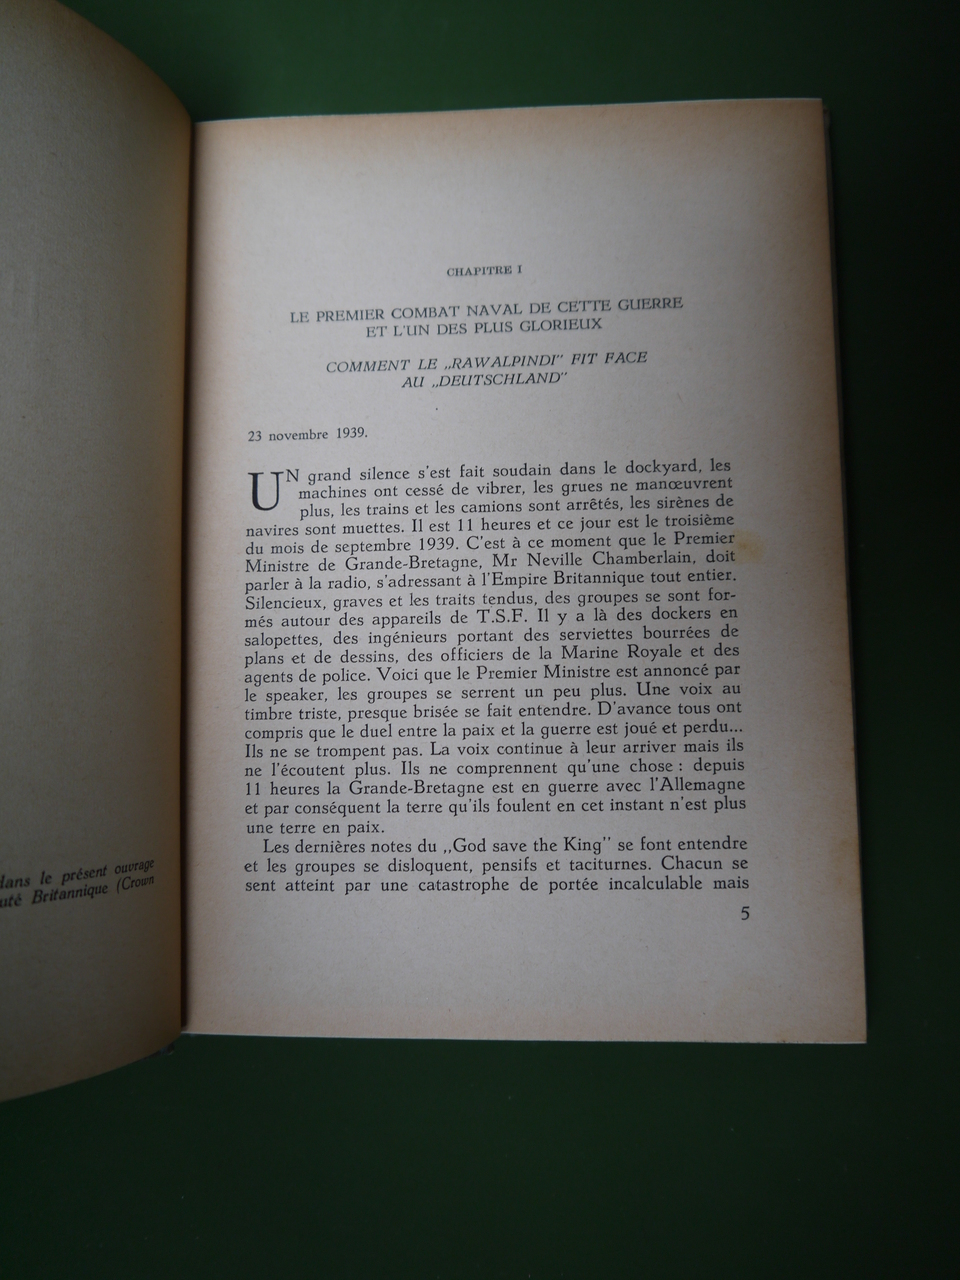 dans le présent ouvrage
Britannique (Crown
CHAPITRE I
LE PREMIER COMBAT NAVAL DE CETTE GUERRE
ET L'UN DES PLUS GLORIEUX
COMMENT LE „RAWALPINDI" FIT FACE
AU „DEUTSCHLAND"
23 novembre 1939.
UN grand silence s'est fait soudain dans le dockyard, les
machines ont cessé de vibrer, les grues ne manœuvrent
plus, les trains et les camions sont arrêtés, les sirènes de
navires sont muettes. Il est 11 heures et ce jour est le troisième
du mois de septembre 1939. C'est à ce moment que le Premier
Ministre de Grande-Bretagne, Mr Neville Chamberlain, doit
parler à la radio, s'adressant à l'Empire Britannique tout entier.
Silencieux, graves et les traits tendus, des groupes se sont for-
més autour des appareils de T.S.F. Il y a là des dockers en
salopettes, des ingénieurs portant des serviettes bourrées de
plans et de dessins, des officiers de la Marine Royale et des
agents de police. Voici que le Premier Ministre est annoncé par
le speaker, les groupes se serrent un peu plus. Une voix au
timbre triste, presque brisée se fait entendre. D'avance tous ont
compris que le duel entre la paix et la guerre est joué et perdu...
Ils ne se trompent pas. La voix continue à leur arriver mais ils
ne l'écoutent plus. Ils ne comprennent qu'une chose : depuis
11 heures la Grande-Bretagne est en guerre avec l'Allemagne
et par conséquent la terre qu'ils foulent en cet instant n'est plus
une terre en paix.
Les dernières notes du „God save the King" se font entendre
et les groupes se disloquent, pensifs et taciturnes. Chacun se
sent atteint par une catastrophe de portée incalculable mais
5